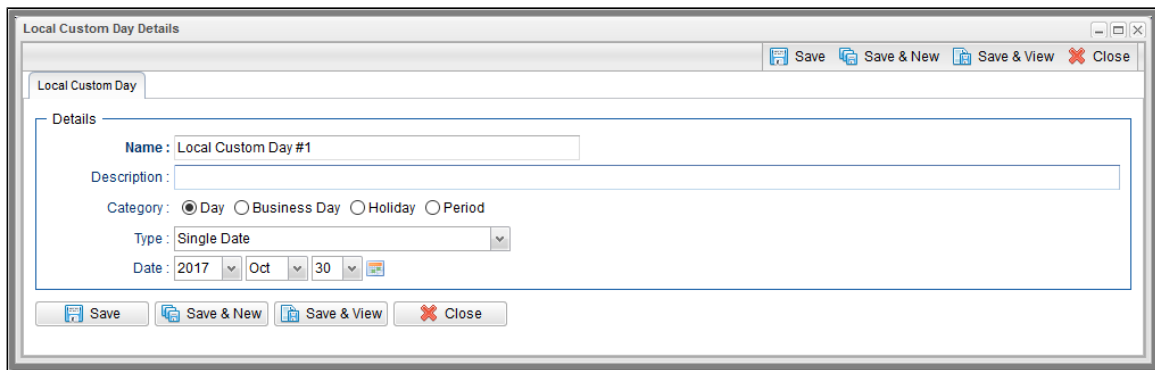 Local Custom Day Details
Save Save & New Save & View Close
Local Custom Day
Details
Name : Local Custom Day #1
Description :
Category : Day Business Day Holiday Period
Type : Single Date
Date : 2017 Oct 30
Save Save & New Save & View Close